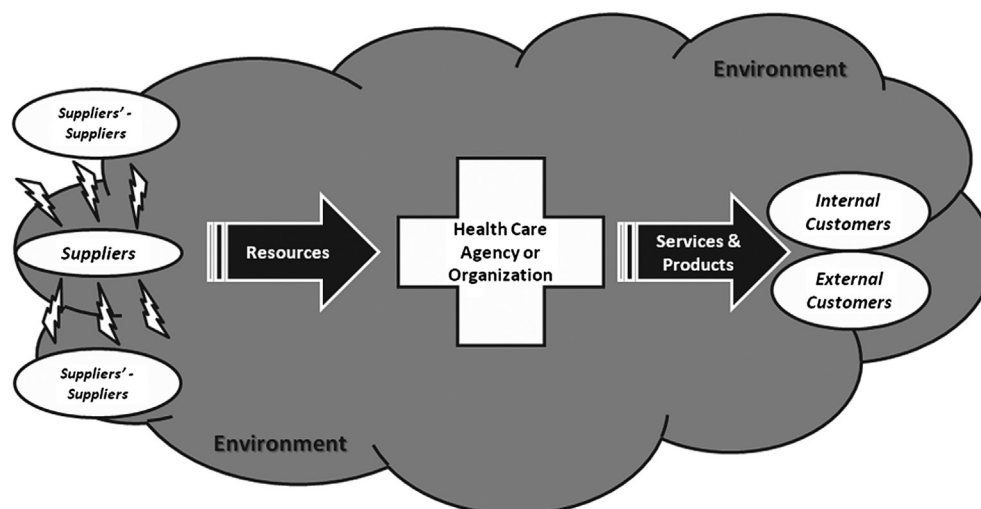 Environment
Suppliers' -
Suppliers
Suppliers
Suppliers' -
Suppliers
Resources
Health Care
Agency or
Organization
Services &
Products
Internal
Customers
External
Customers
Environment